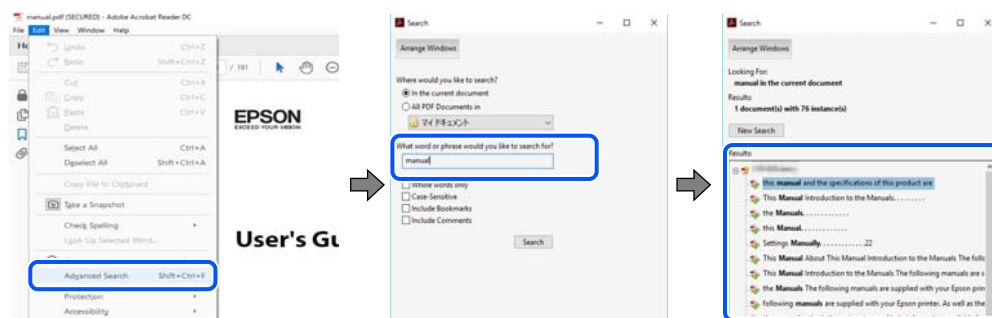 manual.pdf (SECURED) - Adobe Acrobat Reader DC
File Edit View Window Help
Undo Ctrl+Z
Redo Shift+Ctrl+Z
Cut Ctrl+X
Copy Ctrl+C
Paste Ctrl+V
Delete
Select All Ctrl+A
Deselect All Shift+Ctrl+A
Copy File to Clipboard
Take a Snapshot
Check Spelling
Look Up Selected Word...
Advanced Search Shift+Ctrl+F
Protection
Accessibility
/ 181
EPSON
EXCEED YOUR VISION
User's Gu
Search
Arrange Windows
Where would you like to search?
In the current document
All PDF Documents in
マイ ドキュメント
What word or phrase would you like to search for?
manual
Whole words only
Case-Sensitive
Include Bookmarks
Include Comments
Search
Search
Arrange Windows
Looking For:
manual in the current document
Results:
1 document(s) with 76 instance(s)
New Search
Results:
this manual and the specifications of this product are
This Manual Introduction to the Manuals. . . . . . . . .
the Manuals. . . . . . . . . . . .
this Manual. . . . . . . . . . . .
Settings Manually. . . . . . . . . . . .22
This Manual About This Manual Introduction to the Manuals The follo
This Manual Introduction to the Manuals The following manuals are s
the Manuals The following manuals are supplied with your Epson prin
following manuals are supplied with your Epson printer. As well as the